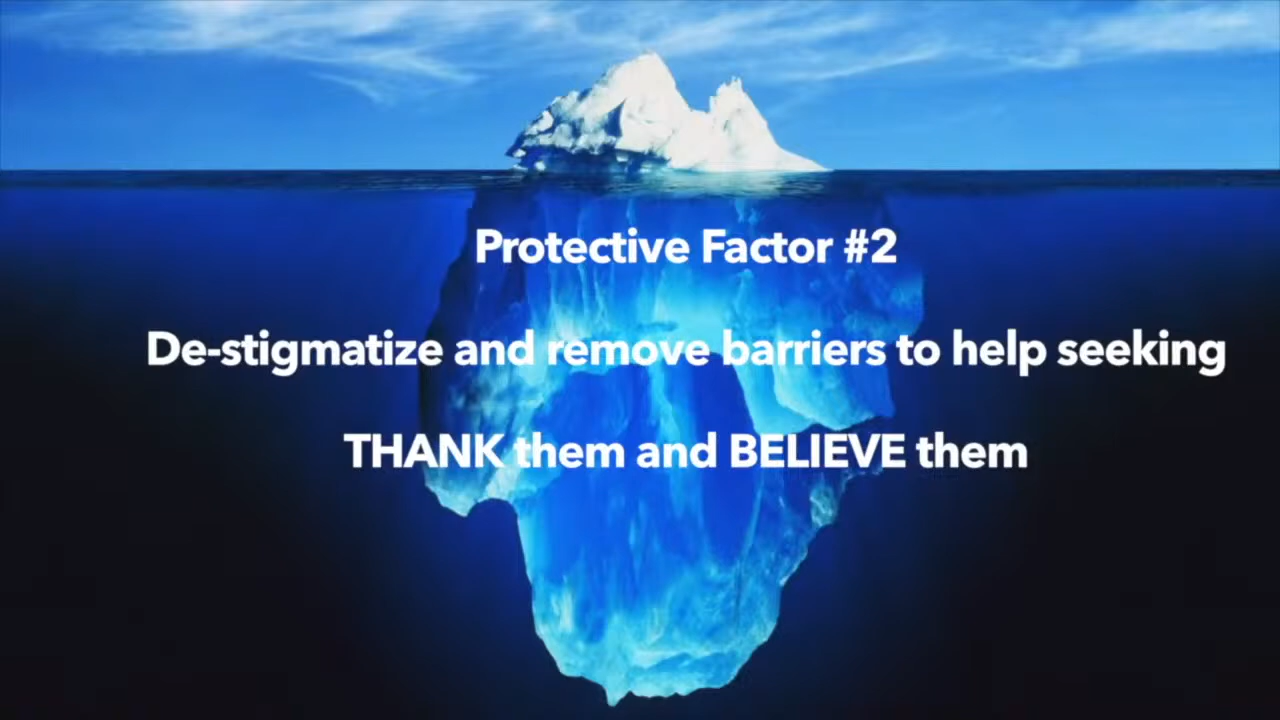 Protective Factor #2
De-stigmatize and remove barriers to help seeking
THANK them and BELIEVE them